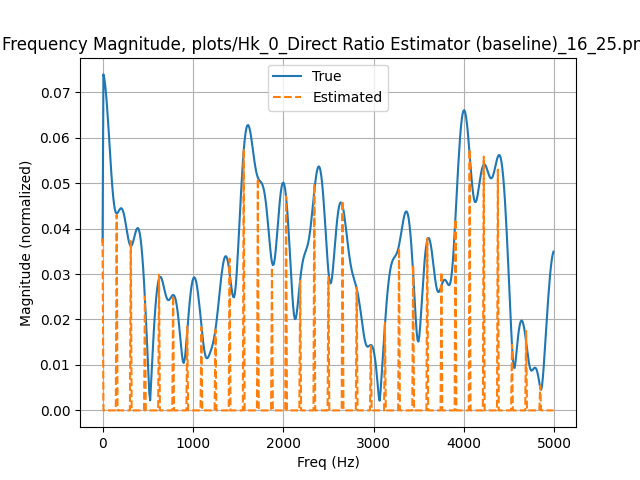 Frequency Magnitude, plots/Hk_0_Direct Ratio Estimator (baseline)_16_25.pr
True
Estimated
0.07
0.06
0.05
0.04
0.03
0.02
0.01
0.00
Magnitude (normalized)
0 1000 2000 3000 4000 5000
Freq (Hz)